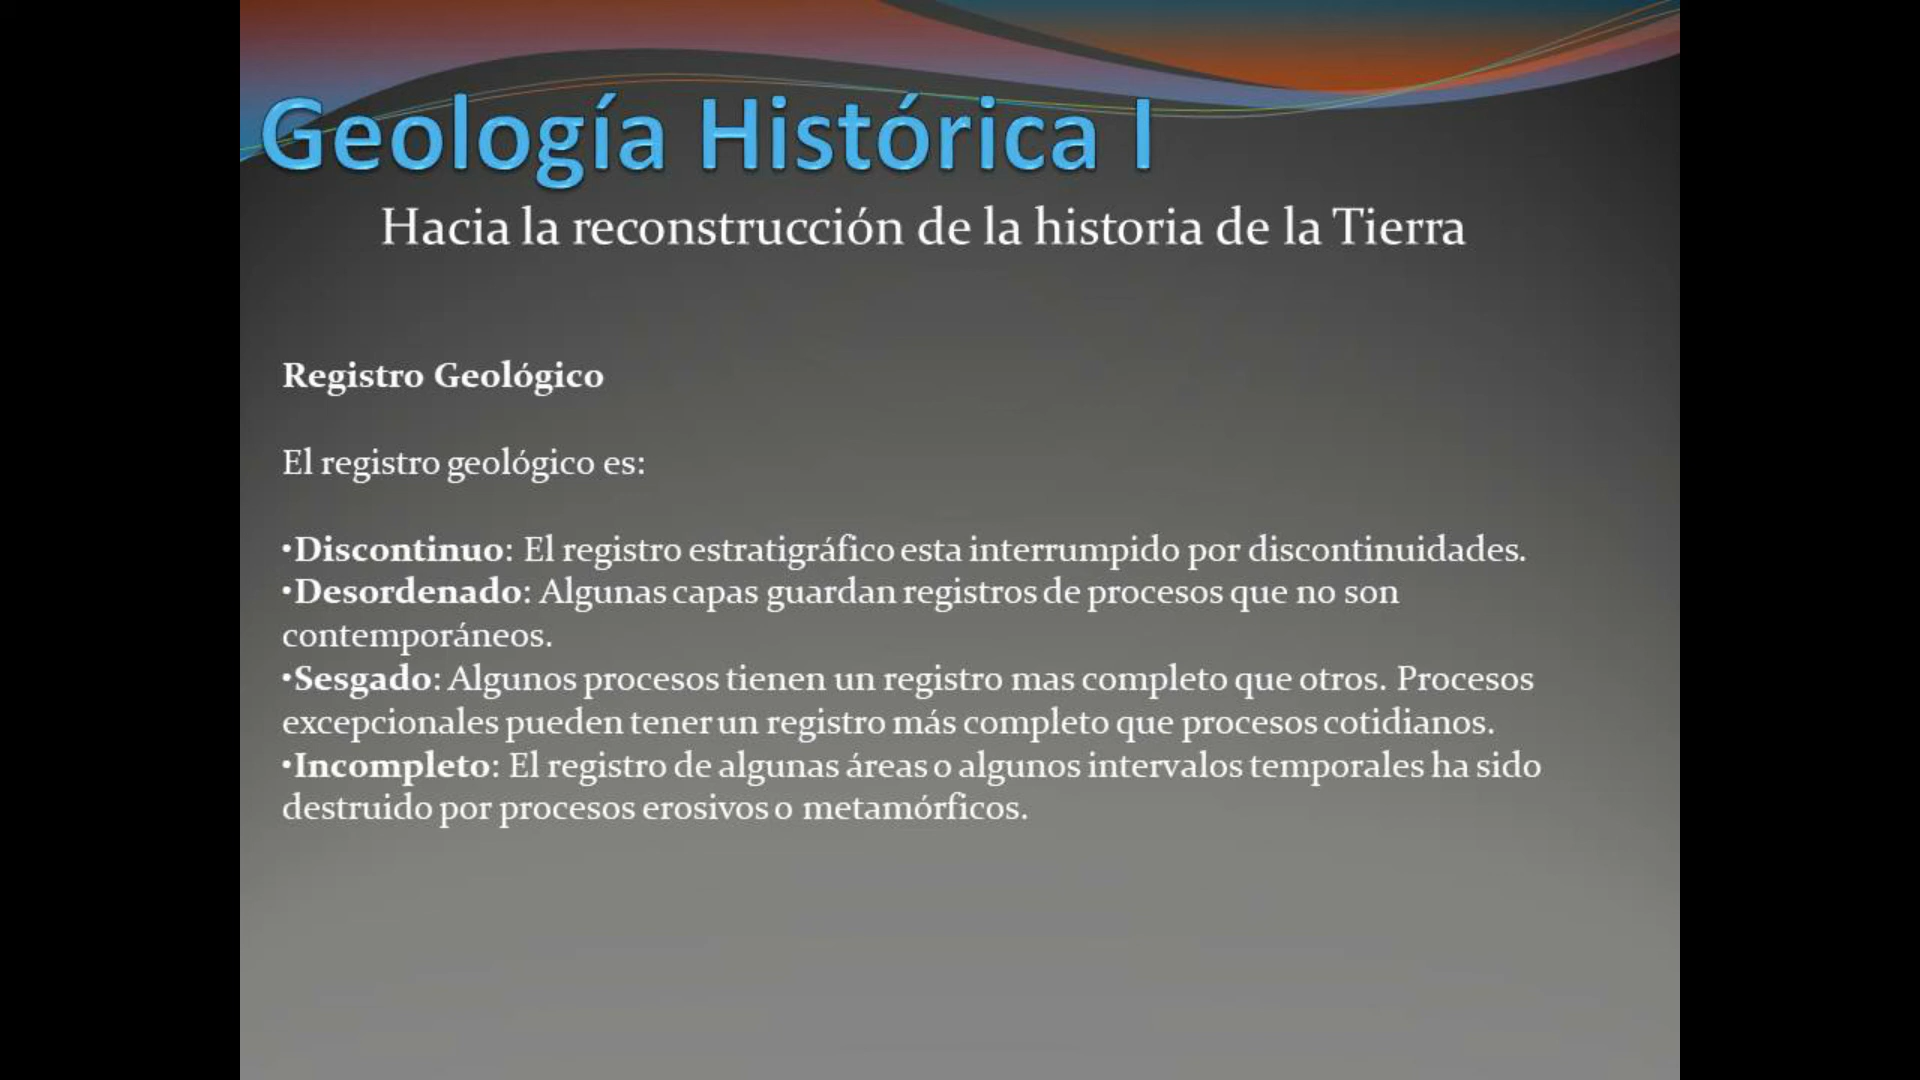 Geología Histórica I
Hacia la reconstrucción de la historia de la Tierra
Registro Geológico
El registro geológico es:
•Discontinuo: El registro estratigráfico esta interrumpido por discontinuidades.
•Desordenado: Algunas capas guardan registros de procesos que no son
contemporáneos.
•Sesgado: Algunos procesos tienen un registro mas completo que otros. Procesos
excepcionales pueden tener un registro más completo que procesos cotidianos.
•Incompleto: El registro de algunas áreas o algunos intervalos temporales ha sido
destruido por procesos erosivos o metamórficos.